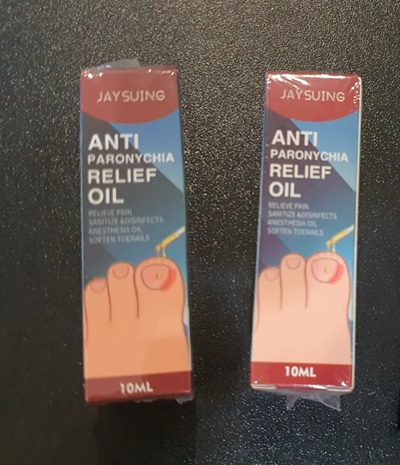 JAYSUING
ANTI
PARONYCHIA
RELIEF
OIL
RELIEVE PAIN
SANITIZE &DISINFECTS
ANESTHESIA OIL
SOFTEN TOENAILS
10ML
JAYSUING
ANTI
PARONYCHIA
RELIEF
OIL
RELIEVE PAIN
SANITIZE &DISINFECTS
ANESTHESIA OIL
SOFTEN TOENAILS
10ML